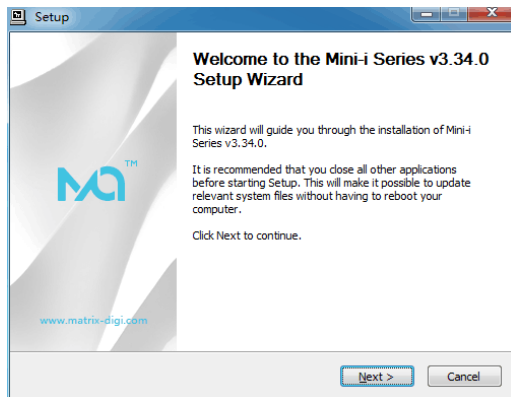 Setup
Welcome to the Mini-i Series v3.34.0
Setup Wizard
This wizard will guide you through the installation of Mini-i
Series v3.34.0.
It is recommended that you close all other applications
before starting Setup. This will make it possible to update
relevant system files without having to reboot your
computer.
Click Next to continue.
TM
www.matrix-digi.com
Next >
Cancel